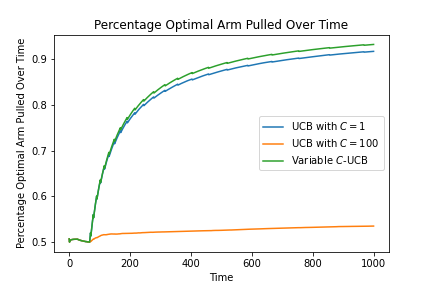 Percentage Optimal Arm Pulled Over Time
Percentage Optimal Arm Pulled Over Time
0.9
0.8
0.7
0.6
0.5
UCB with C = 1
UCB with C = 100
Variable C-UCB
0 200 400 600 800 1000
Time